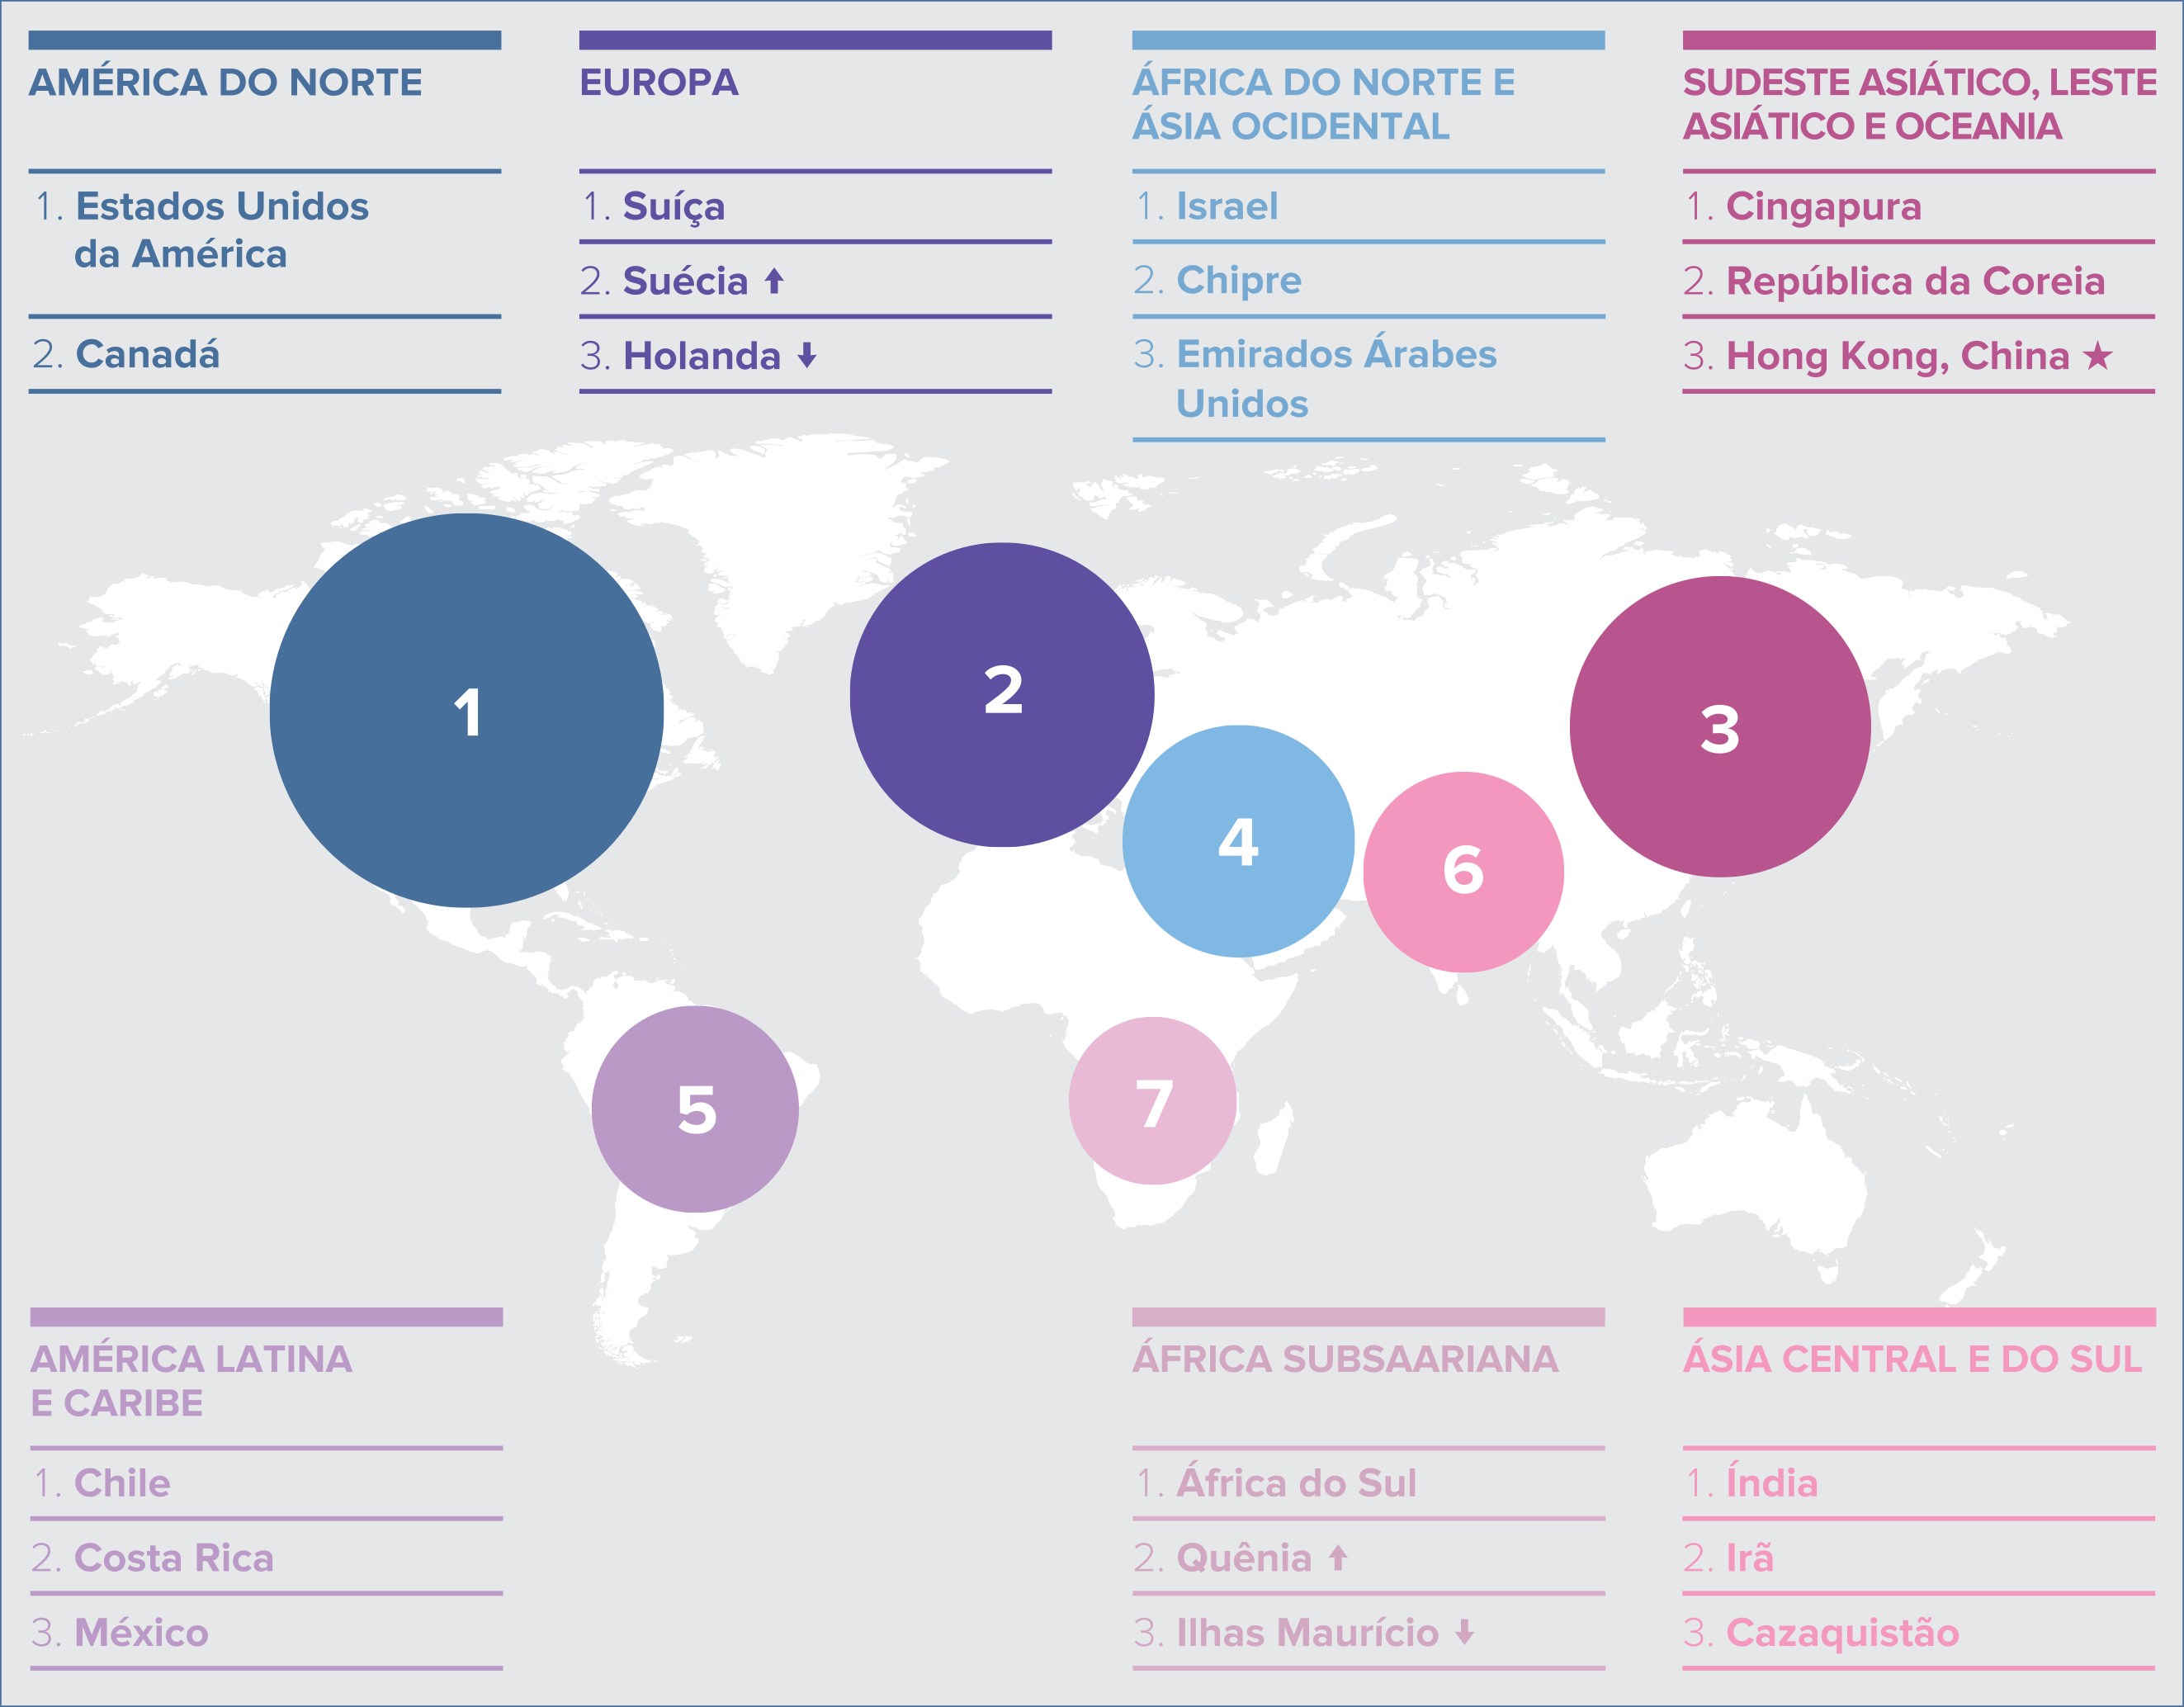 AMÉRICA DO NORTE
1. Estados Unidos
da América
2. Canadá
EUROPA
1. Suíça
2. Suécia ↑
3. Holanda ↓
ÁFRICA DO NORTE E
ÁSIA OCIDENTAL
1. Israel
2. Chipre
3. Emirados Árabes
Unidos
SUDESTE ASIÁTICO, LESTE
ASIÁTICO E OCEANIA
1. Cingapura
2. República da Coreia
3. Hong Kong, China ★
1
2
3
4
6
5
7
AMÉRICA LATINA
E CARIBE
1. Chile
2. Costa Rica
3. México
ÁFRICA SUBSAARIANA
1. África do Sul
2. Quênia ↑
3. Ilhas Maurício ↓
ÁSIA CENTRAL E DO SUL
1. Índia
2. Irã
3. Cazaquistão